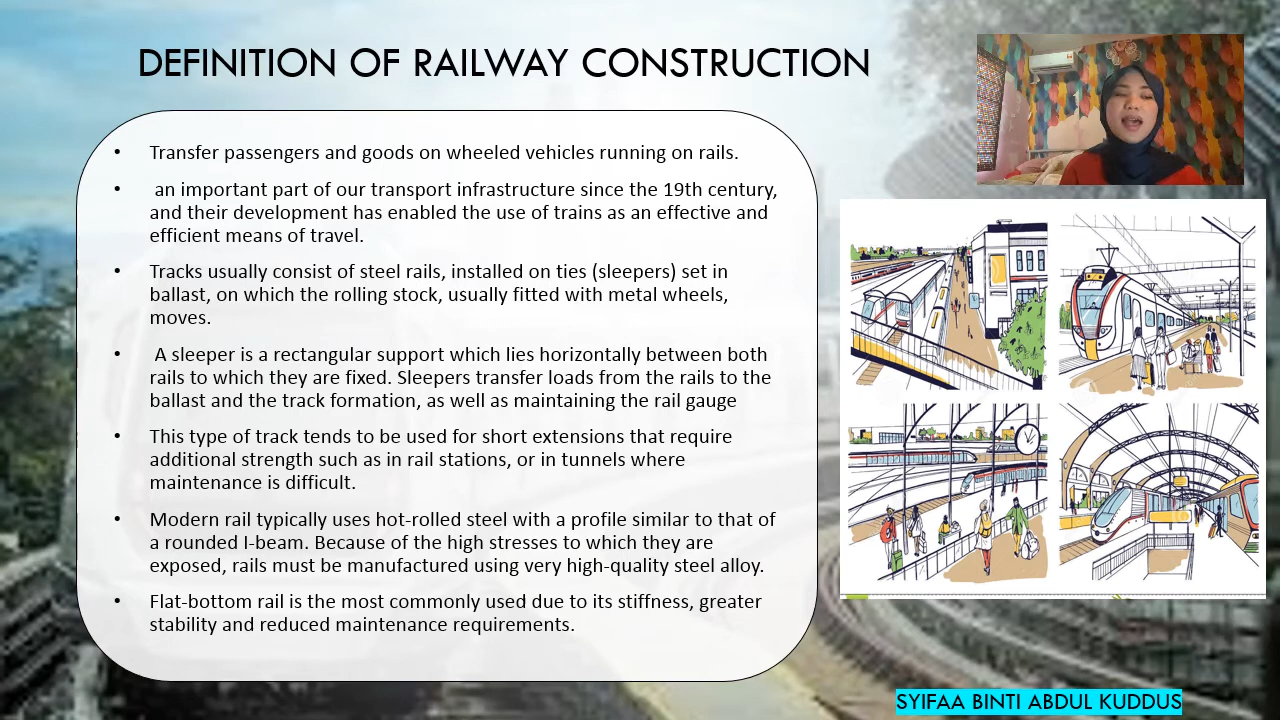 DEFINITION OF RAILWAY CONSTRUCTION
• Transfer passengers and goods on wheeled vehicles running on rails.
• an important part of our transport infrastructure since the 19th century,
and their development has enabled the use of trains as an effective and
efficient means of travel.
• Tracks usually consist of steel rails, installed on ties (sleepers) set in
ballast, on which the rolling stock, usually fitted with metal wheels,
moves.
• A sleeper is a rectangular support which lies horizontally between both
rails to which they are fixed. Sleepers transfer loads from the rails to the
ballast and the track formation, as well as maintaining the rail gauge
• This type of track tends to be used for short extensions that require
additional strength such as in rail stations, or in tunnels where
maintenance is difficult.
• Modern rail typically uses hot-rolled steel with a profile similar to that of
a rounded I-beam. Because of the high stresses to which they are
exposed, rails must be manufactured using very high-quality steel alloy.
• Flat-bottom rail is the most commonly used due to its stiffness, greater
stability and reduced maintenance requirements.
SYIFAA BINTI ABDUL KUDDUS